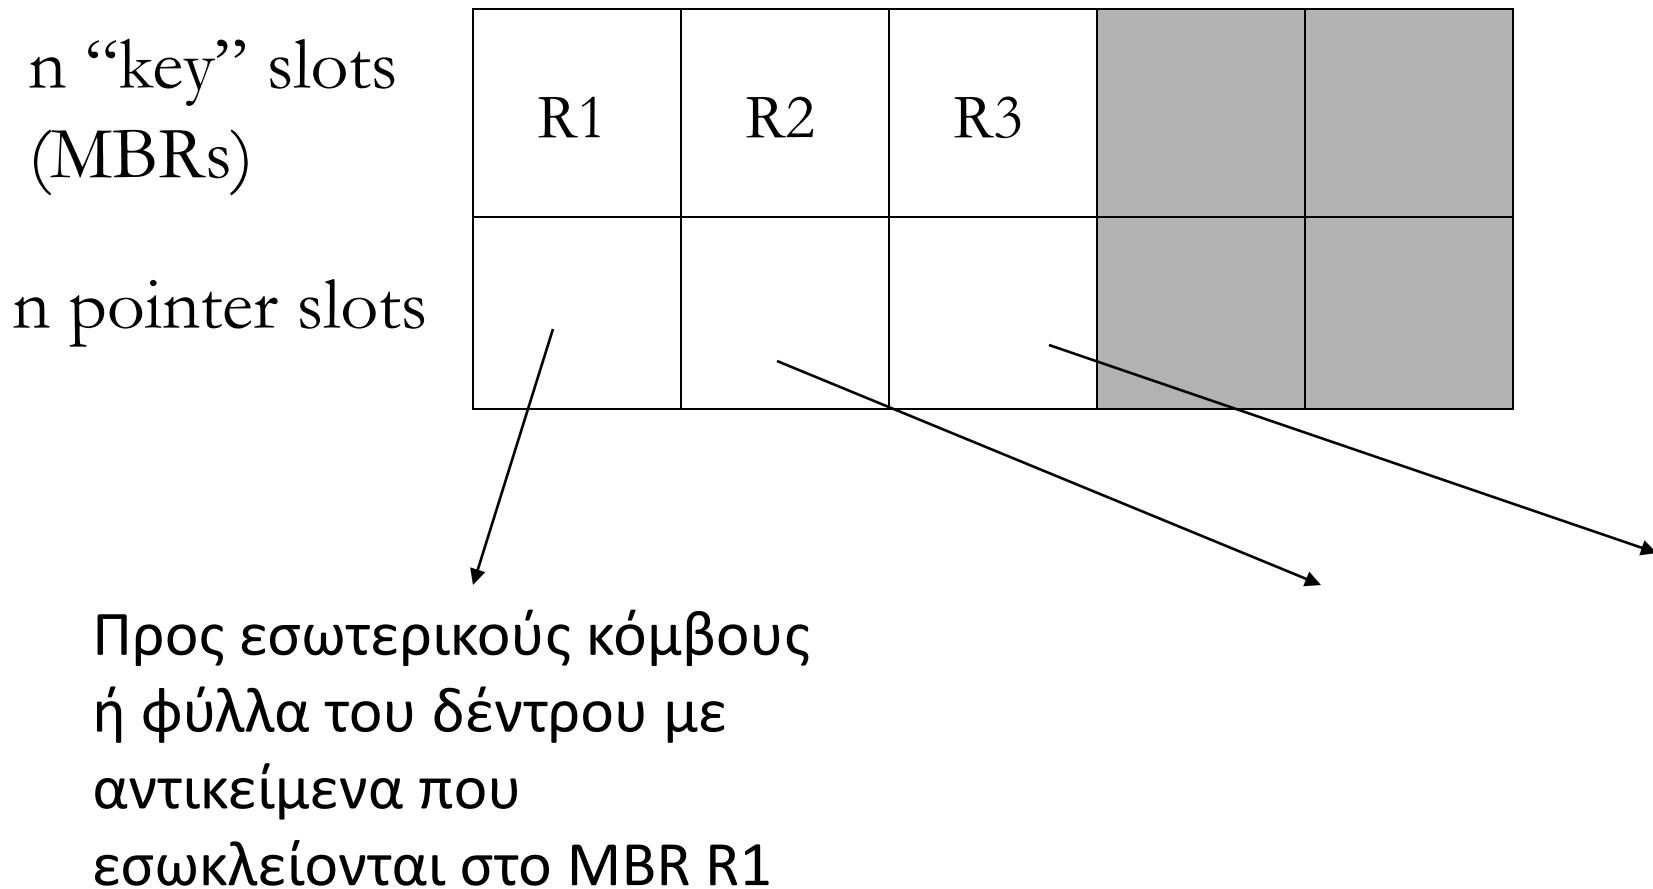 n “key” slots
(MBRs)
R1 R2 R3
n pointer slots
Προς εσωτερικούς κόμβους
ή φύλλα του δέντρου με
αντικείμενα που
εσωκλείονται στο MBR R1